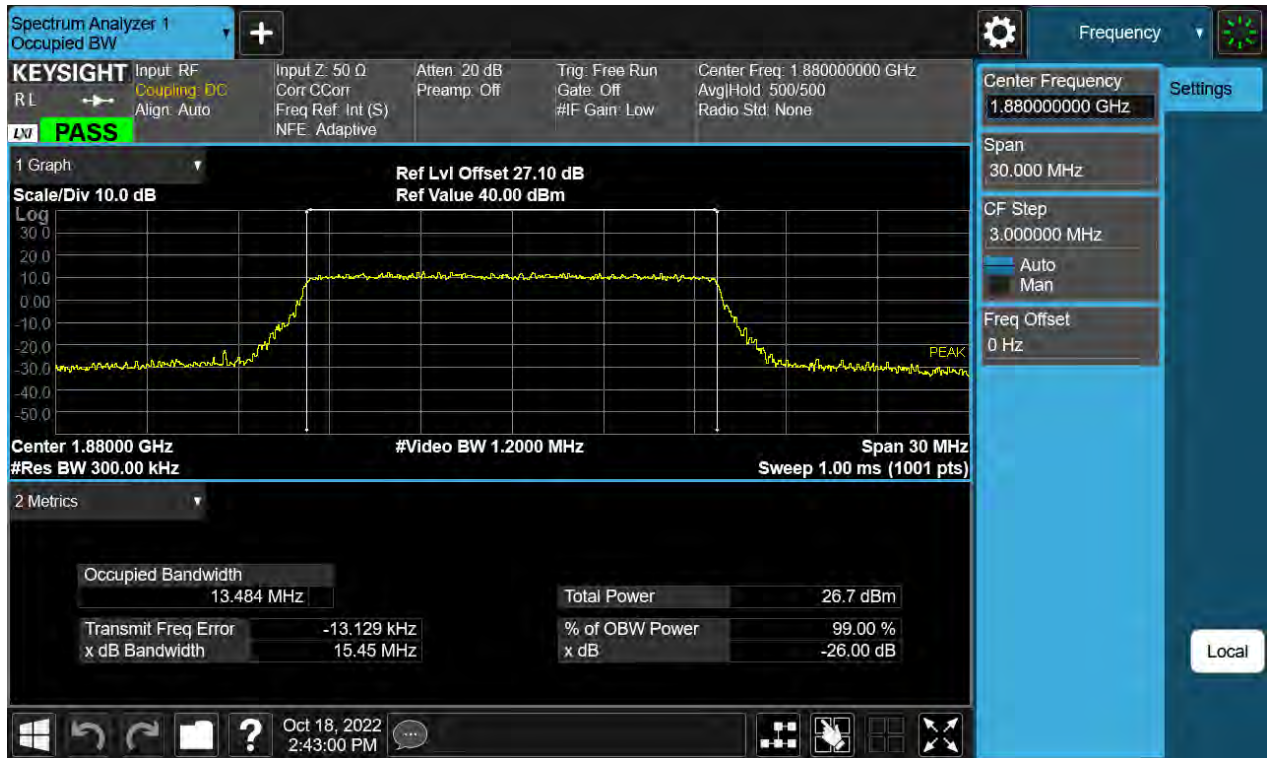 Spectrum Analyzer 1
Occupied BW
+
Frequency
KEYSIGHT
RL
LXI
PASS
Input: RF
Coupling: DC
Align: Auto
Input Z: 50 Ω
Corr CCorr
Freq Ref: Int (S)
NFE: Adaptive
Atten: 20 dB
Preamp: Off
Trig: Free Run
Gate: Off
#IF Gain: Low
Center Freq: 1.880000000 GHz
Avg|Hold: 500/500
Radio Std: None
Center Frequency
1.880000000 GHz
Settings
Span
30.000 MHz
CF Step
3.000000 MHz
Auto
Man
Freq Offset
0 Hz
1 Graph
Scale/Div 10.0 dB
Ref Lvl Offset 27.10 dB
Ref Value 40.00 dBm
Log
30.0
20.0
10.0
0.00
-10.0
-20.0
-30.0
-40.0
-50.0
PEAK
Center 1.88000 GHz
#Res BW 300.00 kHz
#Video BW 1.2000 MHz
Span 30 MHz
Sweep 1.00 ms (1001 pts)
2 Metrics
Occupied Bandwidth
13.484 MHz
Transmit Freq Error -13.129 kHz
x dB Bandwidth 15.45 MHz
Total Power 26.7 dBm
% of OBW Power 99.00 %
x dB -26.00 dB
Local
?
Oct 18, 2022
2:43:00 PM